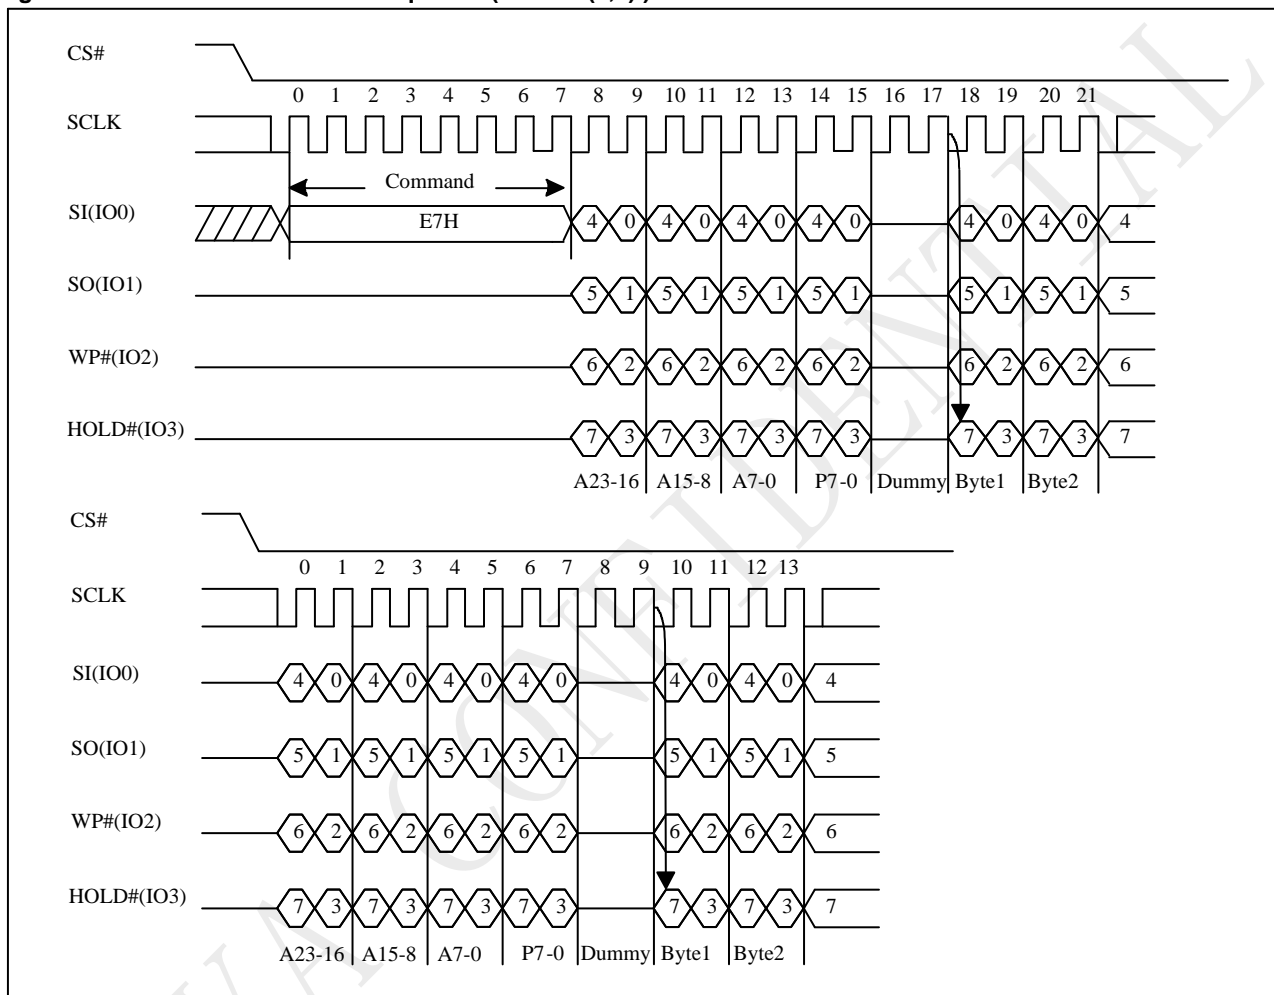 CS#
0 1 2 3 4 5 6 7 8 9 10 11 12 13 14 15 16 17 18 19 20 21
SCLK
Command
SI(IO0) E7H 4 0 4 0 4 0 4 0 4 0 4 0 4
SO(IO1) 5 1 5 1 5 1 5 1 5 1 5 1 5
WP#(IO2) 6 2 6 2 6 2 6 2 6 2 6 2 6
HOLD#(IO3) 7 3 7 3 7 3 7 3 7 3 7 3 7
A23-16 A15-8 A7-0 P7-0 Dummy Byte1 Byte2
CS#
0 1 2 3 4 5 6 7 8 9 10 11 12 13
SCLK
SI(IO0) 4 0 4 0 4 0 4 0 4 0 4 0 4
SO(IO1) 5 1 5 1 5 1 5 1 5 1 5 1 5
WP#(IO2) 6 2 6 2 6 2 6 2 6 2 6 2 6
HOLD#(IO3) 7 3 7 3 7 3 7 3 7 3 7 3 7
A23-16 A15-8 A7-0 P7-0 Dummy Byte1 Byte2
CONFIDENTIAL